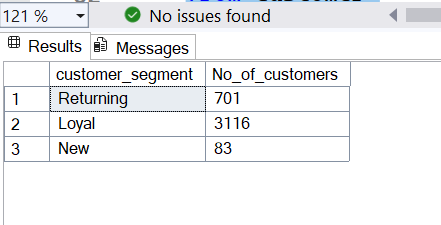 121 %
No issues found
Results
Messages
customer_segment No_of_customers
1 Returning 701
2 Loyal 3116
3 New 83